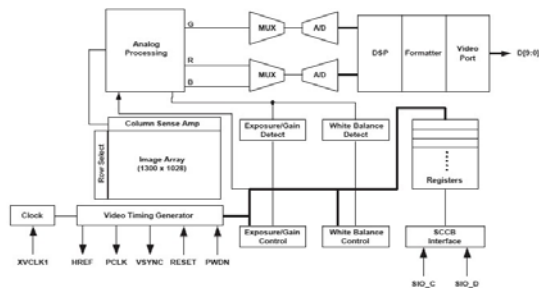 Analog Processing
G
R
B
MUX
A/D
MUX
A/D
DSP
Formatter
Video Port
D[9:0]
Column Sense Amp
Row Select
Image Array
(1300 x 1028)
Exposure/Gain Detect
White Balance Detect
Registers
Clock
Video Timing Generator
Exposure/Gain Control
White Balance Control
SCCB Interface
XVCLK1
HREF
PCLK
VSYNC
RESET
PWDN
SIO_C
SIO_D